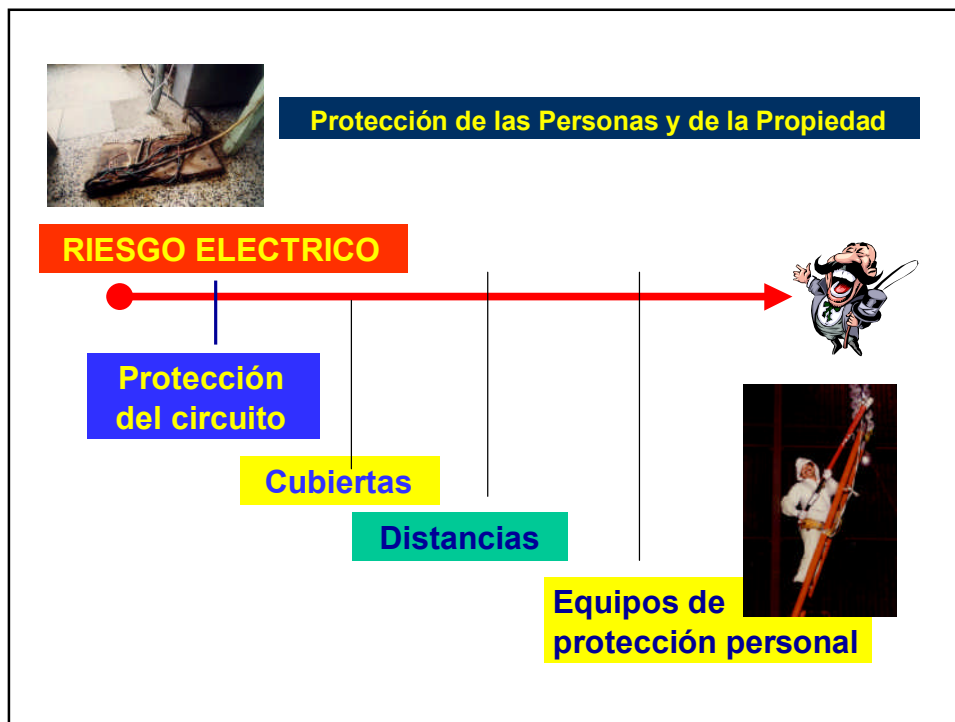 Protección de las Personas y de la Propiedad
RIESGO ELECTRICO
Protección
del circuito
Cubiertas
Distancias
Equipos de
protección personal